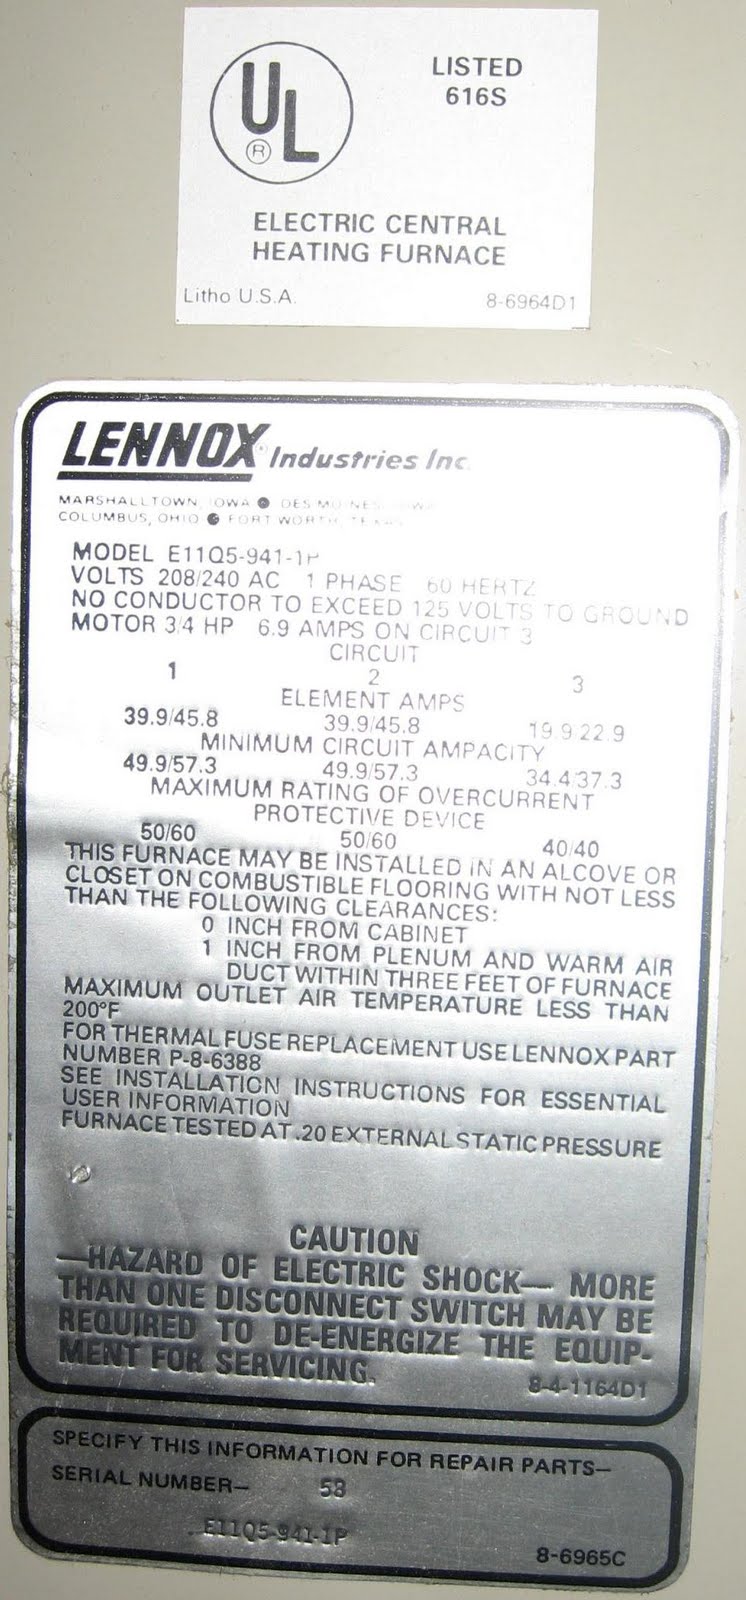 UL
®
LISTED
616S
ELECTRIC CENTRAL
HEATING FURNACE
Litho U.S.A. 8-6964D1
LENNOX® Industries Inc.
MARSHALLTOWN, IOWA ● DES MOINES, IOWA
COLUMBUS, OHIO ● FORT WORTH, TEXAS
MODEL E11Q5-941-1P
VOLTS 208/240 AC 1 PHASE 60 HERTZ
NO CONDUCTOR TO EXCEED 125 VOLTS TO GROUND
MOTOR 3/4 HP 6.9 AMPS ON CIRCUIT 3
CIRCUIT
1 2 3
ELEMENT AMPS
39.9/45.8 39.9/45.8 19.9/22.9
MINIMUM CIRCUIT AMPACITY
49.9/57.3 49.9/57.3 34.4/37.3
MAXIMUM RATING OF OVERCURRENT
PROTECTIVE DEVICE
50/60 50/60 40/40
THIS FURNACE MAY BE INSTALLED IN AN ALCOVE OR
CLOSET ON COMBUSTIBLE FLOORING WITH NOT LESS
THAN THE FOLLOWING CLEARANCES:
0 INCH FROM CABINET
1 INCH FROM PLENUM AND WARM AIR
DUCT WITHIN THREE FEET OF FURNACE
MAXIMUM OUTLET AIR TEMPERATURE LESS THAN
200°F
FOR THERMAL FUSE REPLACEMENT USE LENNOX PART
NUMBER P-8-6388
SEE INSTALLATION INSTRUCTIONS FOR ESSENTIAL
USER INFORMATION
FURNACE TESTED AT .20 EXTERNAL STATIC PRESSURE
CAUTION
—HAZARD OF ELECTRIC SHOCK— MORE
THAN ONE DISCONNECT SWITCH MAY BE
REQUIRED TO DE-ENERGIZE THE EQUIP-
MENT FOR SERVICING.
8-4-1164D1
SPECIFY THIS INFORMATION FOR REPAIR PARTS—
SERIAL NUMBER— 58
E11Q5-941-1P
8-6965C